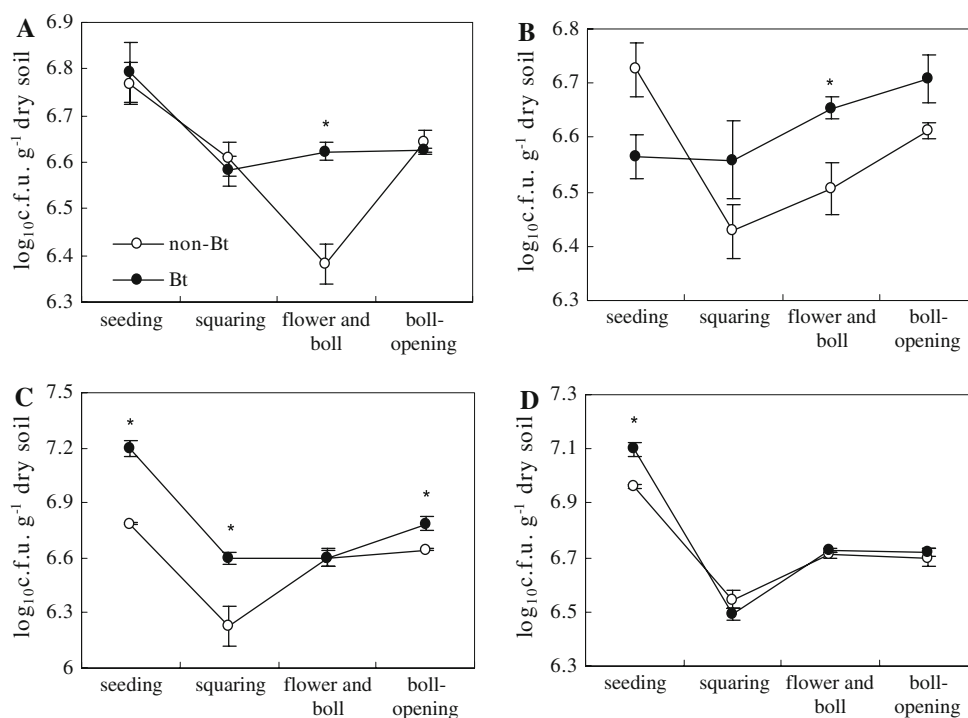 A
log10c.f.u. g-1 dry soil
6.9
6.8
6.7
6.6
6.5
6.4
6.3
*
non-Bt
Bt
seeding
squaring
flower and
boll
boll-
opening
B
log10c.f.u. g-1 dry soil
6.8
6.7
6.6
6.5
6.4
6.3
*
seeding
squaring
flower and
boll
boll-
opening
C
log10c.f.u. g-1 dry soil
7.5
7.2
6.9
6.6
6.3
6
*
*
*
seeding
squaring
flower and
boll
boll-
opening
D
log10c.f.u. g-1 dry soil
7.3
7.1
6.9
6.7
6.5
6.3
*
seeding
squaring
flower and
boll
boll-
opening